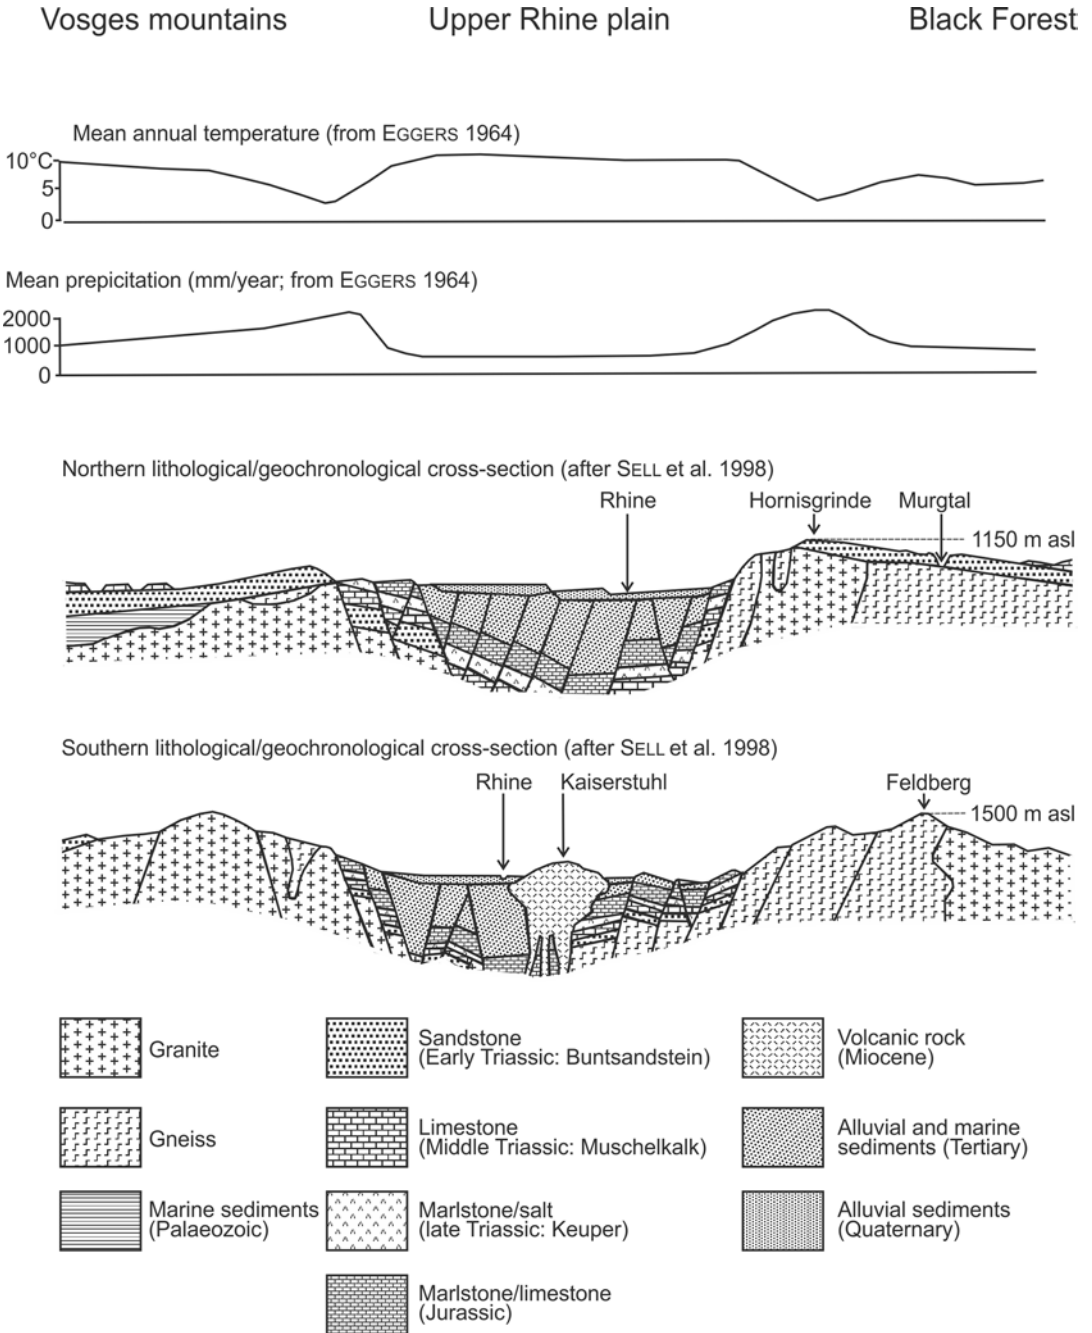 Vosges mountains Upper Rhine plain Black Forest
Mean annual temperature (from EGGERS 1964)
10°C
5
0
Mean prepicitation (mm/year; from EGGERS 1964)
2000
1000
0
Northern lithological/geochronological cross-section (after SELL et al. 1998)
Rhine Hornisgrinde Murgtal
1150 m asl
Southern lithological/geochronological cross-section (after SELL et al. 1998)
Rhine Kaiserstuhl Feldberg
1500 m asl
Granite
Sandstone
(Early Triassic: Buntsandstein)
Volcanic rock
(Miocene)
Gneiss
Limestone
(Middle Triassic: Muschelkalk)
Alluvial and marine
sediments (Tertiary)
Marine sediments
(Palaeozoic)
Marlstone/salt
(late Triassic: Keuper)
Alluvial sediments
(Quaternary)
Marlstone/limestone
(Jurassic)